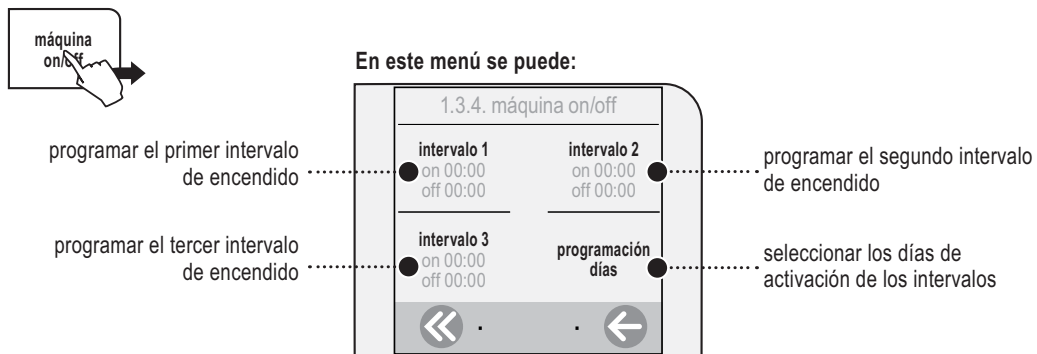 máquina
on/off
En este menú se puede:
1.3.4. máquina on/off
programar el primer intervalo
de encendido
intervalo 1
on 00:00
off 00:00
intervalo 2
on 00:00
off 00:00
programar el segundo intervalo
de encendido
programar el tercer intervalo
de encendido
intervalo 3
on 00:00
off 00:00
programación
días
seleccionar los días de
activación de los intervalos